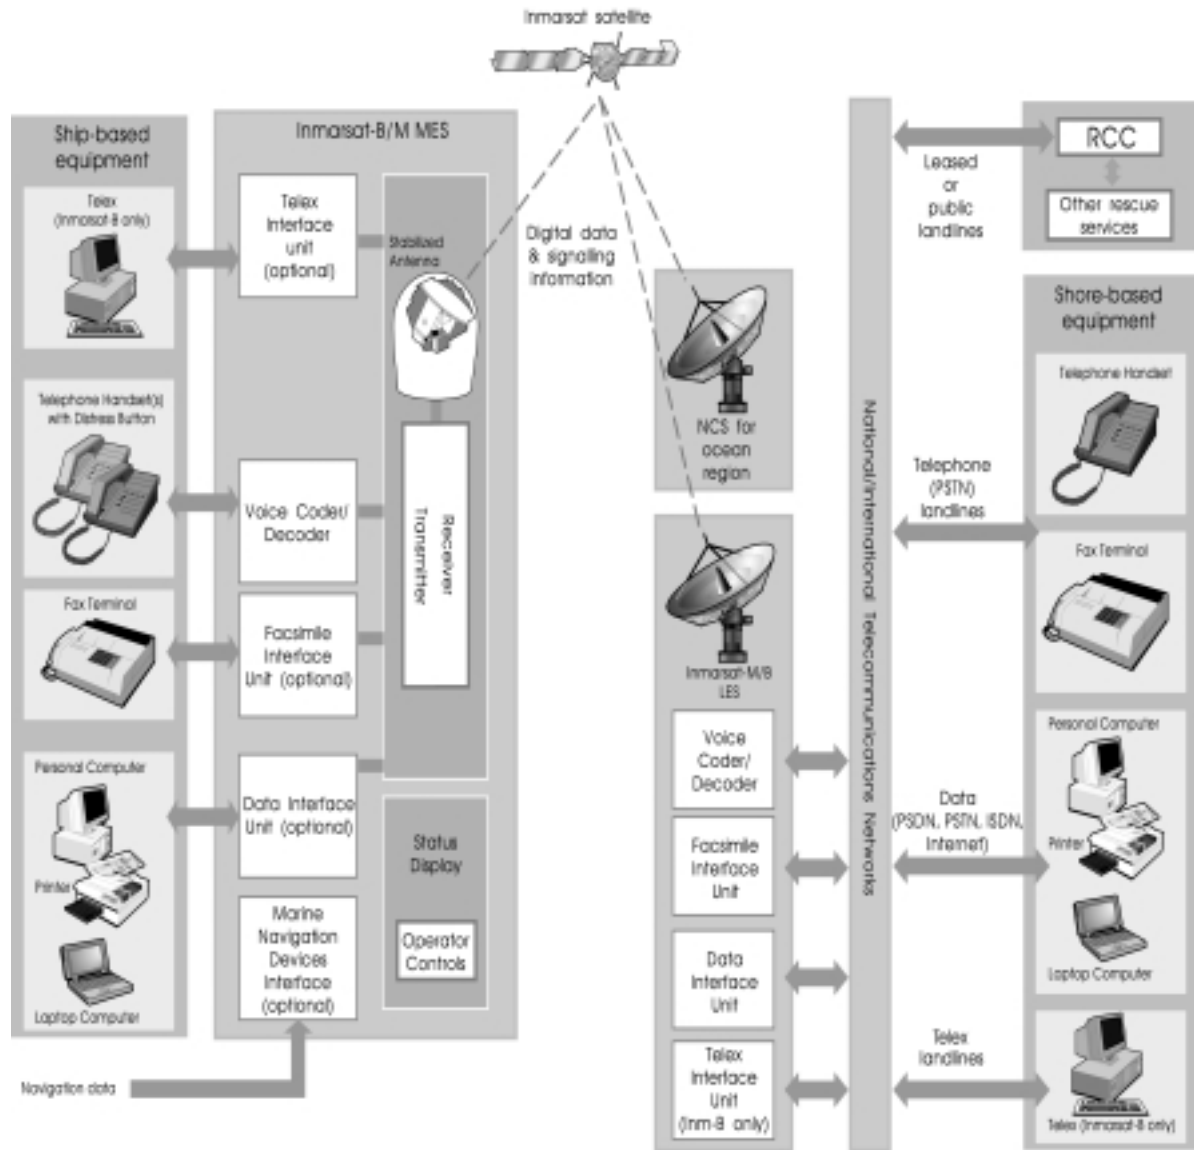 Inmarsat satellite
Ship-based
equipment
Telex
(Inmarsat-B only)
Telephone Handset(s)
with Distress Button
Fax Terminal
Personal Computer
Printer
Laptop Computer
Navigation data
Inmarsat-B/M MES
Telex
Interface
unit
(optional)
Stabilized
Antenna
Voice Coder/
Decoder
Receiver
Transmitter
Facsimile
Interface
Unit (optional)
Data Interface
Unit (optional)
Marine
Navigation
Devices
Interface
(optional)
Status
Display
Operator
Controls
Digital data
& signalling
information
NCS for
ocean
region
Inmarsat-M/B
LES
Voice
Coder/
Decoder
Facsimile
Interface
Unit
Data
Interface
Unit
Telex
Interface
Unit
(Inm-B only)
National/International Telecommunications Networks
Leased
or
public
landlines
Telephone
(PSTN)
landlines
Data
(PSDN, PSTN, ISDN,
Internet)
Telex
landlines
RCC
Other rescue
services
Shore-based
equipment
Telephone Handset
Fax Terminal
Personal Computer
Printer
Laptop Computer
Telex (Inmarsat-B only)